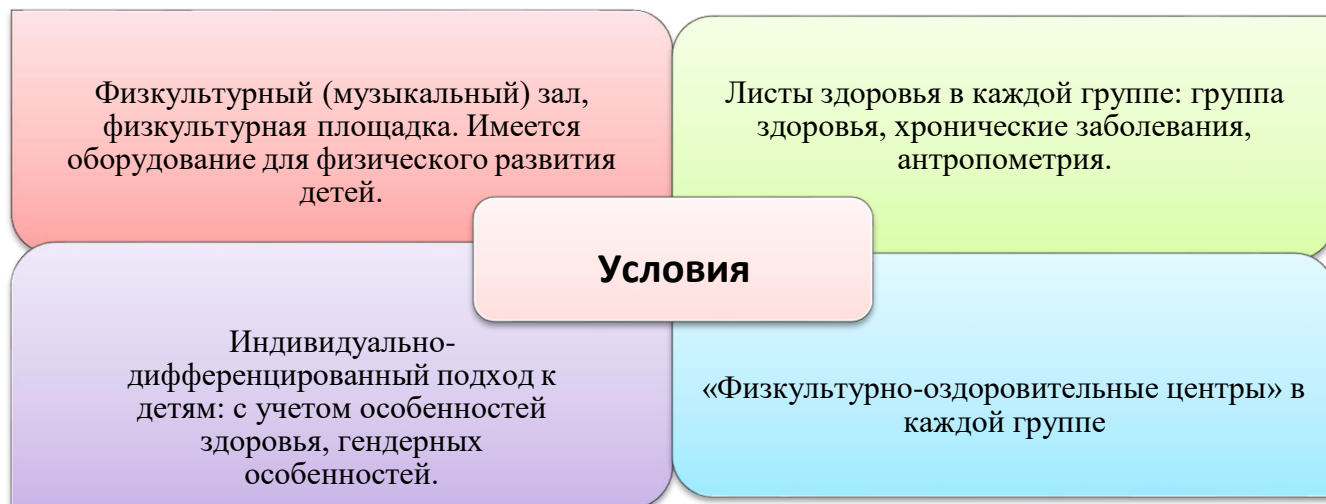 Физкультурный (музыкальный) зал,
физкультурная площадка. Имеется
оборудование для физического развития
детей.
Листы здоровья в каждой группе: группа
здоровья, хронические заболевания,
антропометрия.
Условия
Индивидуально-
дифференцированный подход к
детям: с учетом особенностей
здоровья, гендерных
особенностей.
«Физкультурно-оздоровительные центры» в
каждой группе